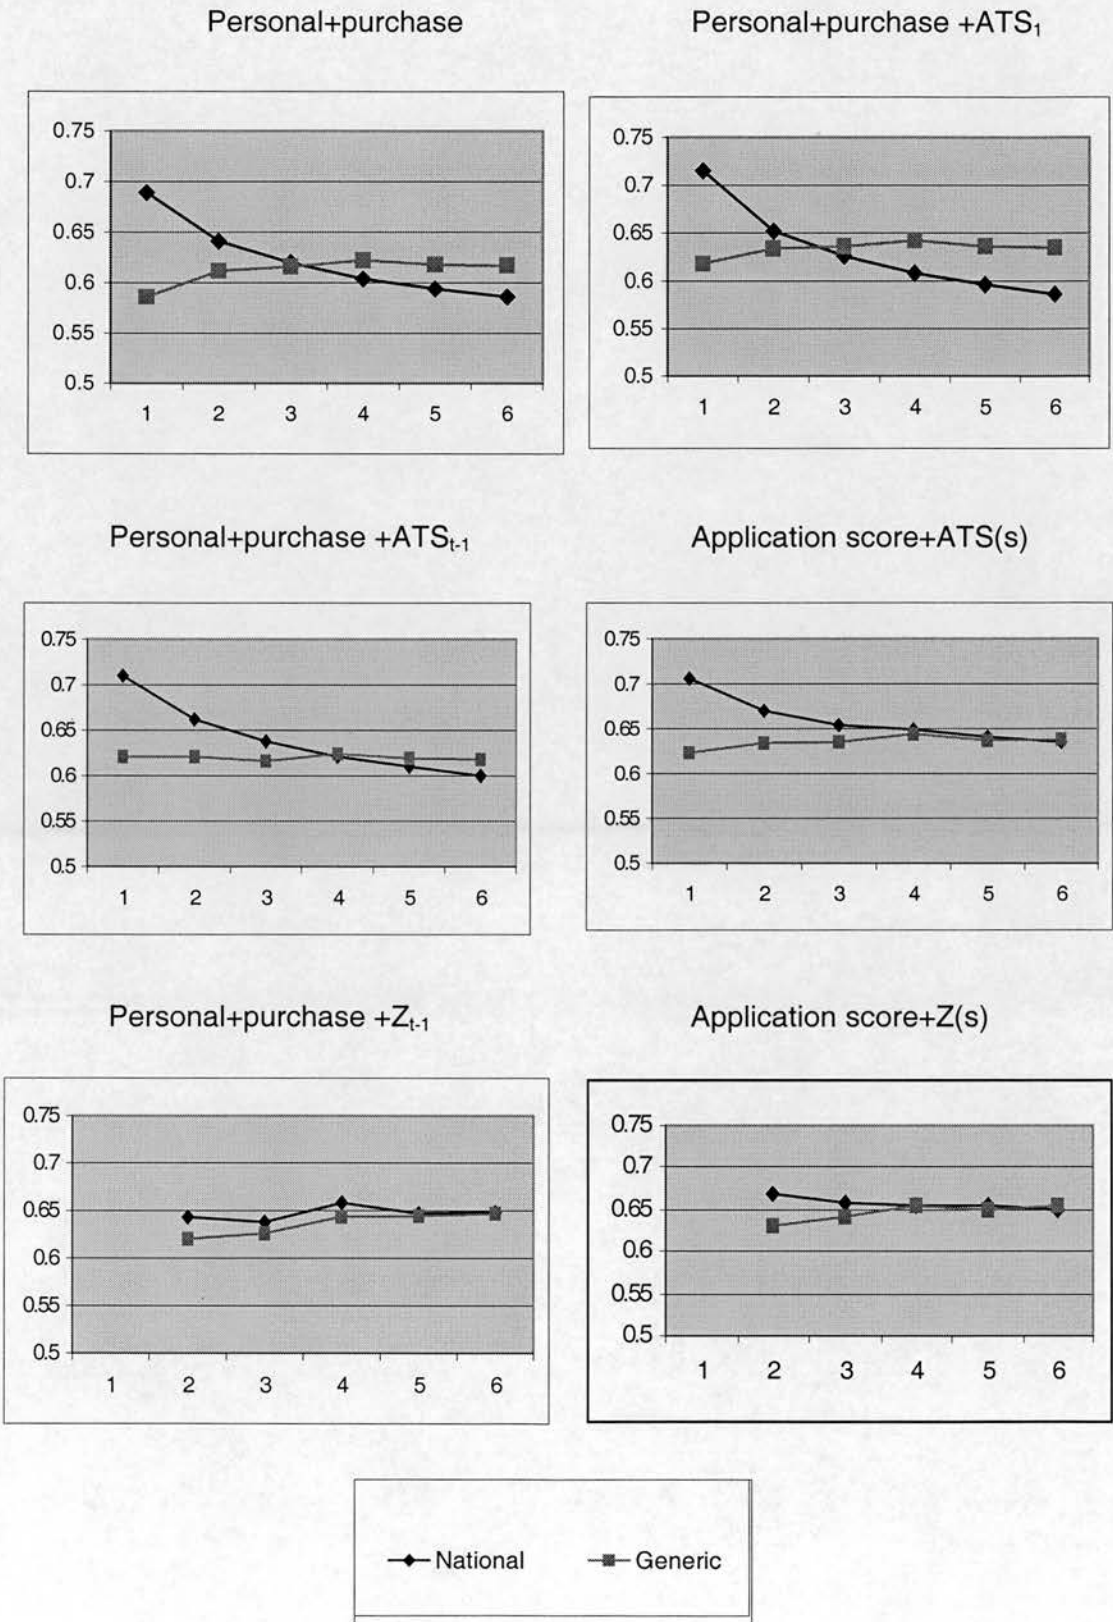 Personal+purchase
Personal+purchase +ATS₁
0.75
0.7
0.65
0.6
0.55
0.5
1 2 3 4 5 6
0.75
0.7
0.65
0.6
0.55
0.5
1 2 3 4 5 6
Personal+purchase +ATSₜ₋₁
Application score+ATS(s)
0.75
0.7
0.65
0.6
0.55
0.5
1 2 3 4 5 6
0.75
0.7
0.65
0.6
0.55
0.5
1 2 3 4 5 6
Personal+purchase +Zₜ₋₁
Application score+Z(s)
0.75
0.7
0.65
0.6
0.55
0.5
1 2 3 4 5 6
0.75
0.7
0.65
0.6
0.55
0.5
1 2 3 4 5 6
National Generic